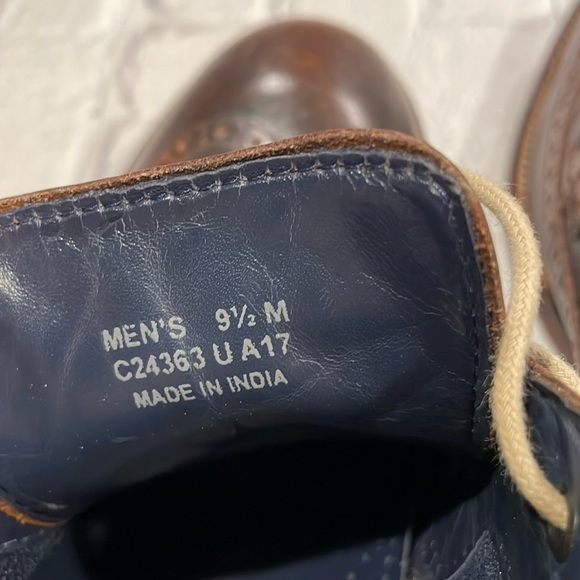 MEN'S 9½ M
C24363 U A17
MADE IN INDIA